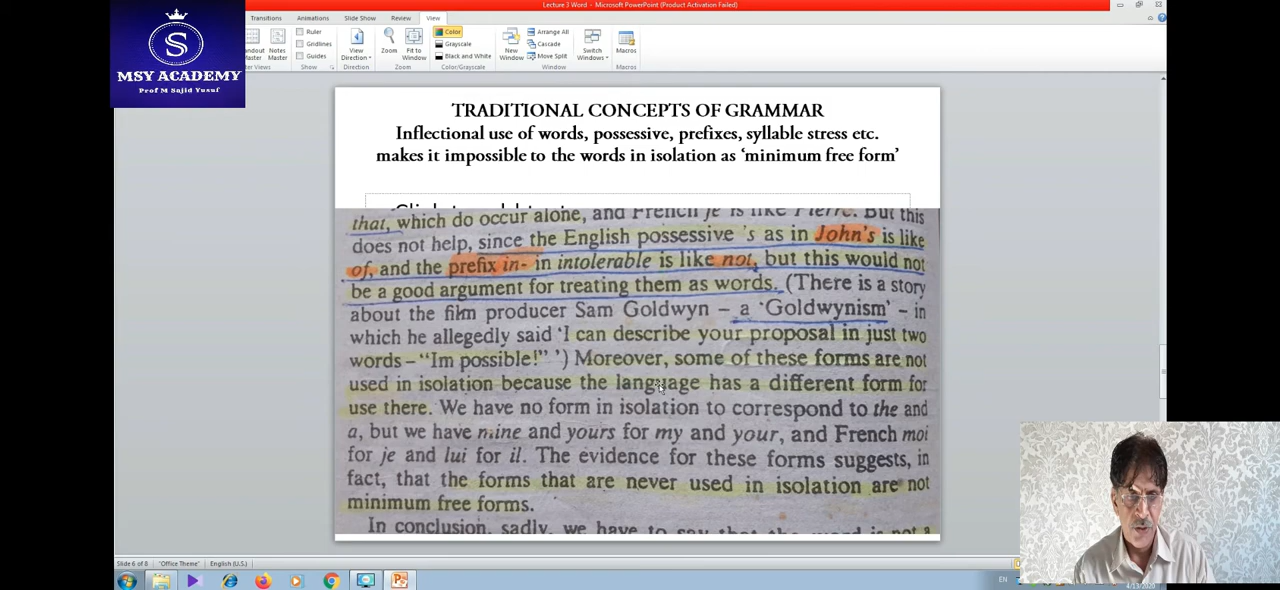 Lecture 3 Word - Microsoft PowerPoint (Product Activation Failed)
Transitions Animations Slide Show Review View
Notes Master
Ruler
Gridlines
Guides
Show
View Direction
Direction
Zoom
Fit to Window
Zoom
Color
Grayscale
Black and White
Color/Grayscale
New Window
Arrange All
Cascade
Move Split
Window
Switch Windows
Macros
Macros
S
MSY ACADEMY
Prof M Sajid Yusuf
TRADITIONAL CONCEPTS OF GRAMMAR
Inflectional use of words, possessive, prefixes, syllable stress etc.
makes it impossible to the words in isolation as ‘minimum free form’
that, which do occur alone, and French je is like Pierre. But this
does not help, since the English possessive 's as in John's is like
of, and the prefix in- in intolerable is like not, but this would not
be a good argument for treating them as words. (There is a story
about the film producer Sam Goldwyn – a ‘Goldwynism’ – in
which he allegedly said ‘I can describe your proposal in just two
words – “Im possible!” ’) Moreover, some of these forms are not
used in isolation because the language has a different form for
use there. We have no form in isolation to correspond to the and
a, but we have mine and yours for my and your, and French moi
for je and lui for il. The evidence for these forms suggests, in
fact, that the forms that are never used in isolation are not
minimum free forms.
In conclusion, sadly, we have to say that the word is not a
Slide 6 of 8 "Office Theme" English (U.S.)
EN
4/13/2020